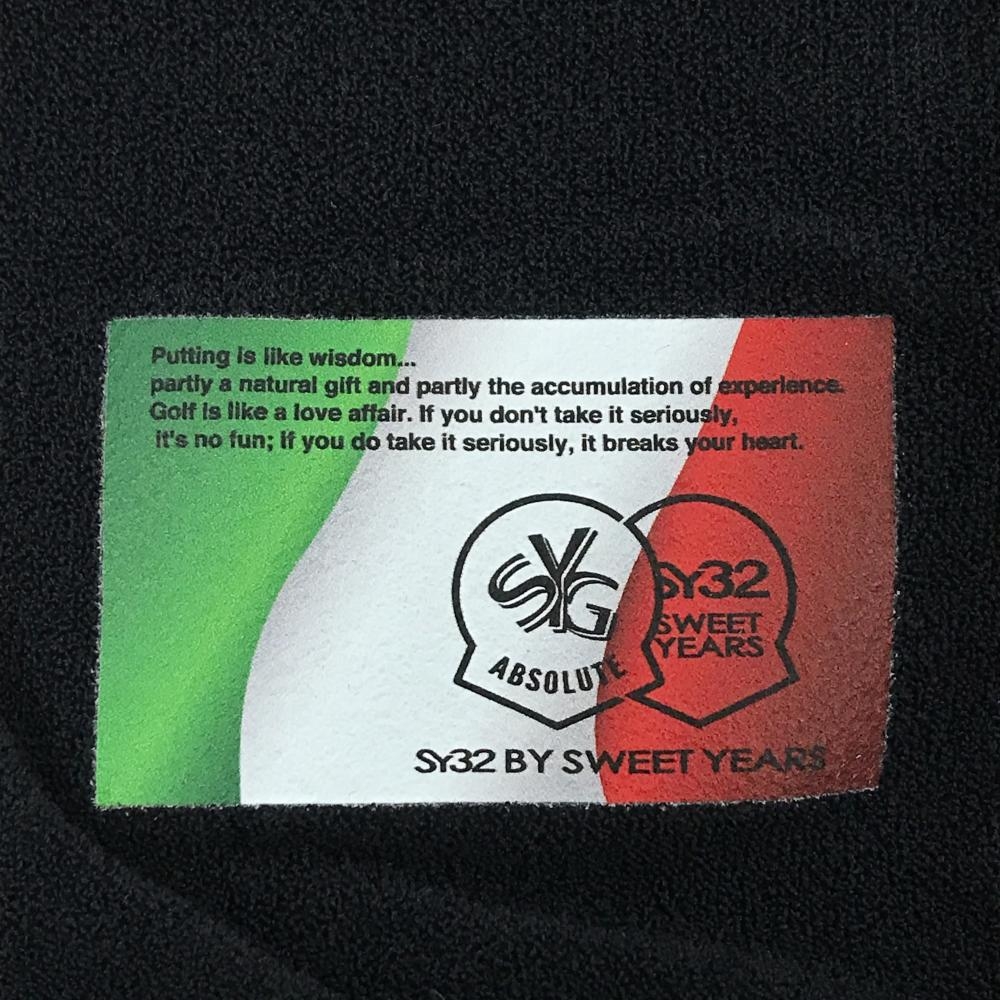 Putting is like wisdom...
partly a natural gift and partly the accumulation of experience.
Golf is like a love affair. If you don't take it seriously,
it's no fun; if you do take it seriously, it breaks your heart.
SYG
ABSOLUTE
SY32
SWEET
YEARS
SY32 BY SWEET YEARS